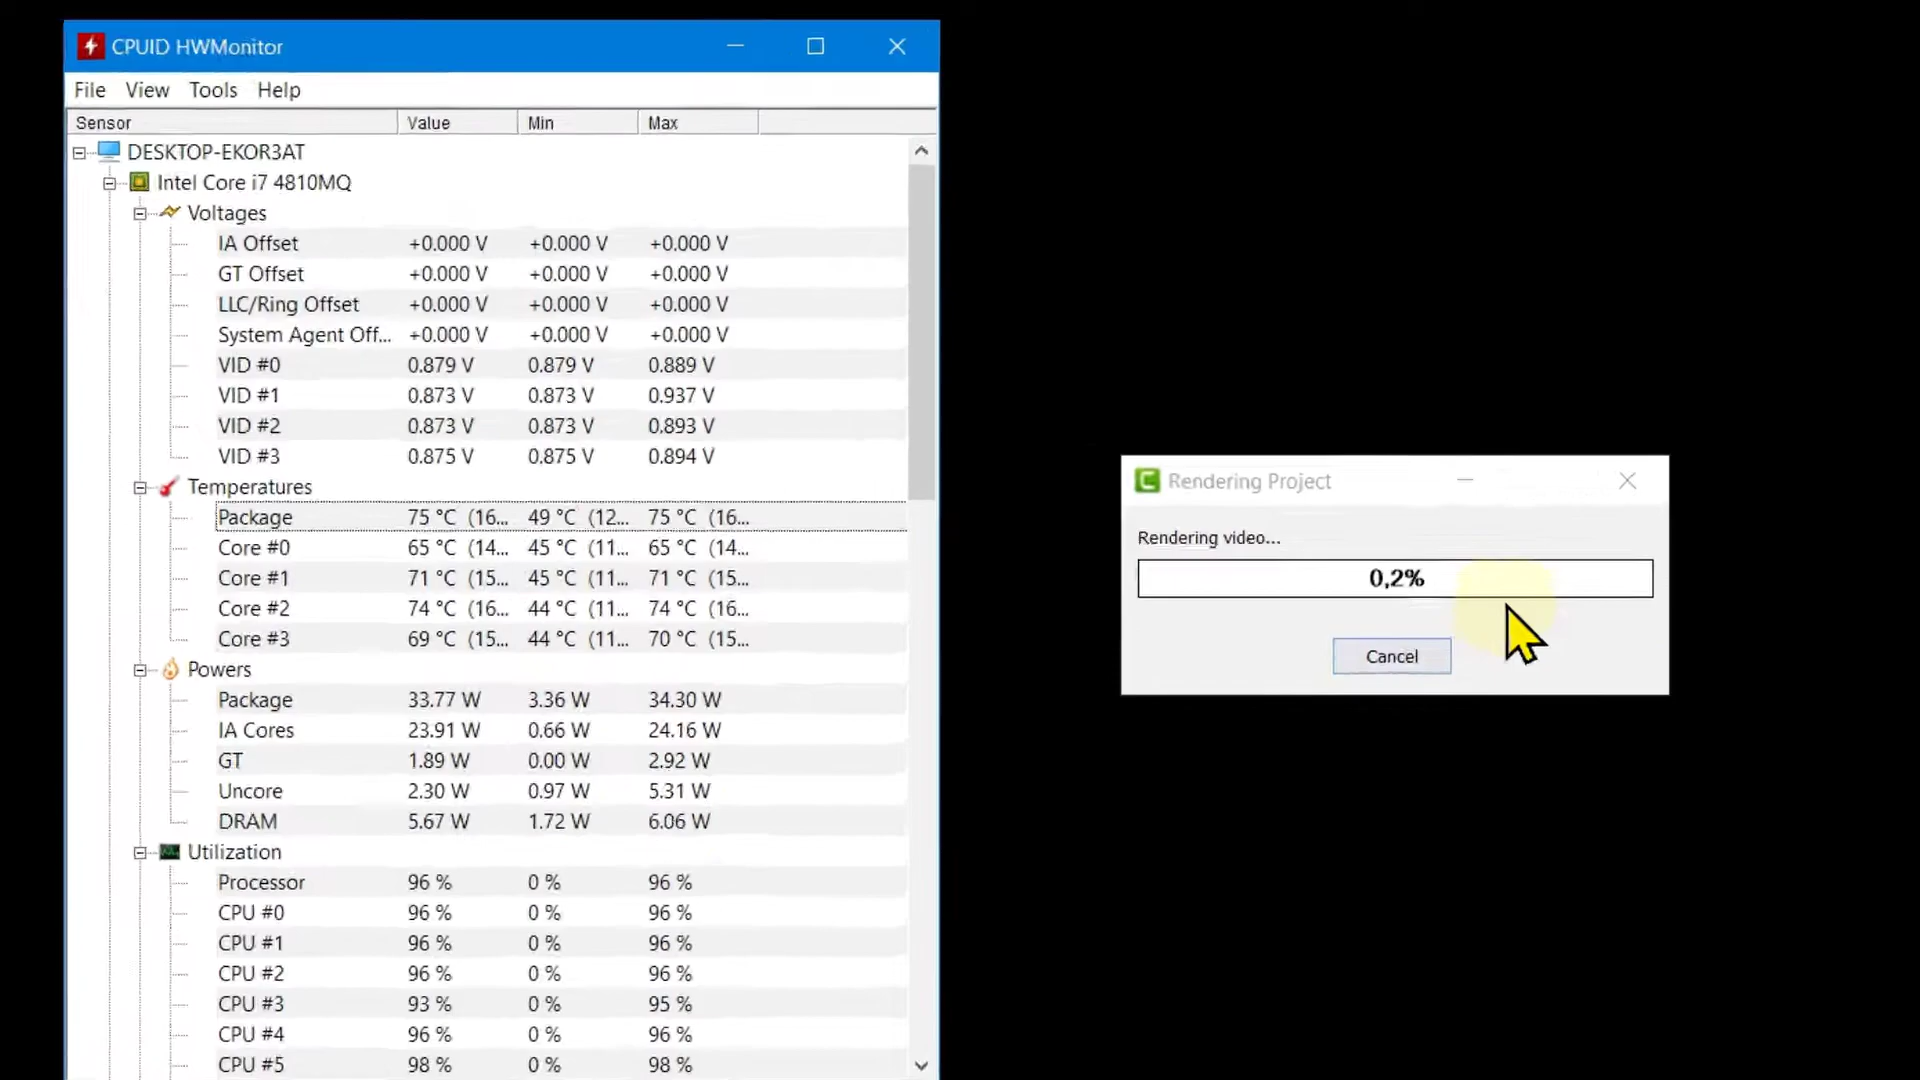 CPUID HWMonitor
File View Tools Help
Sensor Value Min Max
DESKTOP-EKOR3AT
Intel Core i7 4810MQ
Voltages
IA Offset +0.000 V +0.000 V +0.000 V
GT Offset +0.000 V +0.000 V +0.000 V
LLC/Ring Offset +0.000 V +0.000 V +0.000 V
System Agent Off... +0.000 V +0.000 V +0.000 V
VID #0 0.879 V 0.879 V 0.889 V
VID #1 0.873 V 0.873 V 0.937 V
VID #2 0.873 V 0.873 V 0.893 V
VID #3 0.875 V 0.875 V 0.894 V
Temperatures
Package 75 °C (16... 49 °C (12... 75 °C (16...
Core #0 65 °C (14... 45 °C (11... 65 °C (14...
Core #1 71 °C (15... 45 °C (11... 71 °C (15...
Core #2 74 °C (16... 44 °C (11... 74 °C (16...
Core #3 69 °C (15... 44 °C (11... 70 °C (15...
Powers
Package 33.77 W 3.36 W 34.30 W
IA Cores 23.91 W 0.66 W 24.16 W
GT 1.89 W 0.00 W 2.92 W
Uncore 2.30 W 0.97 W 5.31 W
DRAM 5.67 W 1.72 W 6.06 W
Utilization
Processor 96 % 0 % 96 %
CPU #0 96 % 0 % 96 %
CPU #1 96 % 0 % 96 %
CPU #2 96 % 0 % 96 %
CPU #3 93 % 0 % 95 %
CPU #4 96 % 0 % 96 %
CPU #5 98 % 0 % 98 %
Rendering Project
Rendering video...
0,2%
Cancel